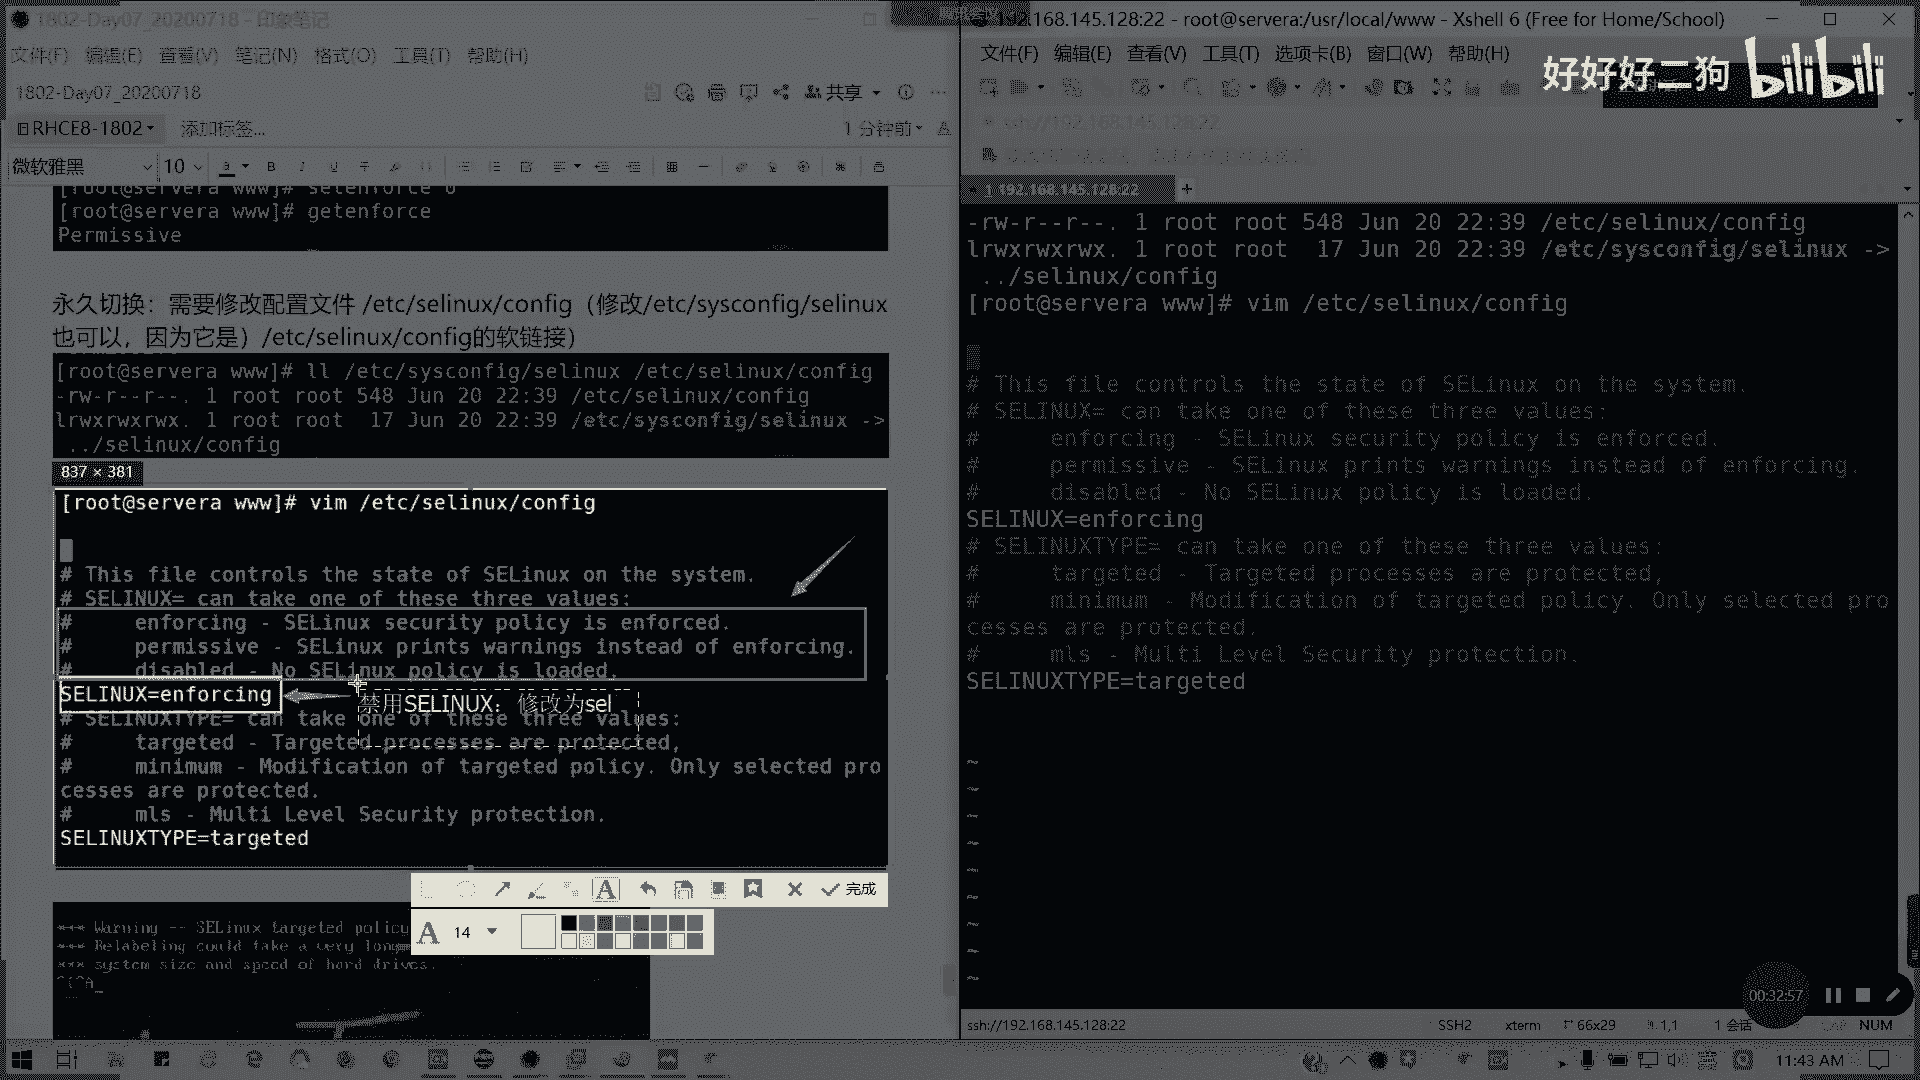 1802-Day07_20200718 - 印象笔记
文件(F) 编辑(E) 查看(V) 笔记(N) 格式(O) 工具(T) 帮助(H)
1802-Day07_20200718
共享
RHCE8-1802
添加标签...
1 分钟前
微软雅黑
10
[root@servera www]# setenforce 0
[root@servera www]# getenforce
Permissive
永久切换：需要修改配置文件 /etc/selinux/config（修改/etc/sysconfig/selinux
也可以，因为它是）/etc/selinux/config的软链接）
[root@servera www]# ll /etc/sysconfig/selinux /etc/selinux/config
-rw-r--r--. 1 root root 548 Jun 20 22:39 /etc/selinux/config
lrwxrwxrwx. 1 root root  17 Jun 20 22:39 /etc/sysconfig/selinux ->
../selinux/config
837 × 381
[root@servera www]# vim /etc/selinux/config
# This file controls the state of SELinux on the system.
# SELINUX= can take one of these three values:
#     enforcing - SELinux security policy is enforced.
#     permissive - SELinux prints warnings instead of enforcing.
#     disabled - No SELinux policy is loaded.
SELINUX=enforcing
禁用SELINUX：修改为sel
# SELINUXTYPE= can take one of these three values:
#     targeted - Targeted processes are protected,
#     minimum - Modification of targeted policy. Only selected pro
cesses are protected.
#     mls - Multi Level Security protection.
SELINUXTYPE=targeted
完成
A 14
*** Warning -- SELinux targeted policy
*** Relabeling could take a very long
*** system size and speed of hard drives.
192.168.145.128:22 - root@servera:/usr/local/www - Xshell 6 (Free for Home/School)
文件(F) 编辑(E) 查看(V) 工具(T) 选项卡(B) 窗口(W) 帮助(H)
好好好二狗 bilibili
ssh://192.168.145.128:22
1 192.168.145.128:22
-rw-r--r--. 1 root root 548 Jun 20 22:39 /etc/selinux/config
lrwxrwxrwx. 1 root root  17 Jun 20 22:39 /etc/sysconfig/selinux ->
../selinux/config
[root@servera www]# vim /etc/selinux/config
# This file controls the state of SELinux on the system.
# SELINUX= can take one of these three values:
#     enforcing - SELinux security policy is enforced.
#     permissive - SELinux prints warnings instead of enforcing.
#     disabled - No SELinux policy is loaded.
SELINUX=enforcing
# SELINUXTYPE= can take one of these three values:
#     targeted - Targeted processes are protected,
#     minimum - Modification of targeted policy. Only selected pro
cesses are protected.
#     mls - Multi Level Security protection.
SELINUXTYPE=targeted
~
~
~
~
~
~
~
~
~
00:32:57
ssh://192.168.145.128:22
SSH2
xterm
66x29
1,1
1 会话
CAP
NUM
11:43 AM